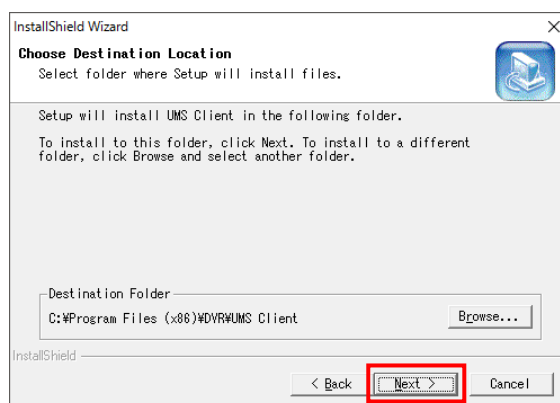 InstallShield Wizard
Choose Destination Location
Select folder where Setup will install files.
Setup will install UMS Client in the following folder.
To install to this folder, click Next. To install to a different
folder, click Browse and select another folder.
Destination Folder
C:¥Program Files (x86)¥DVR¥UMS Client
Browse...
InstallShield
< Back
Next >
Cancel